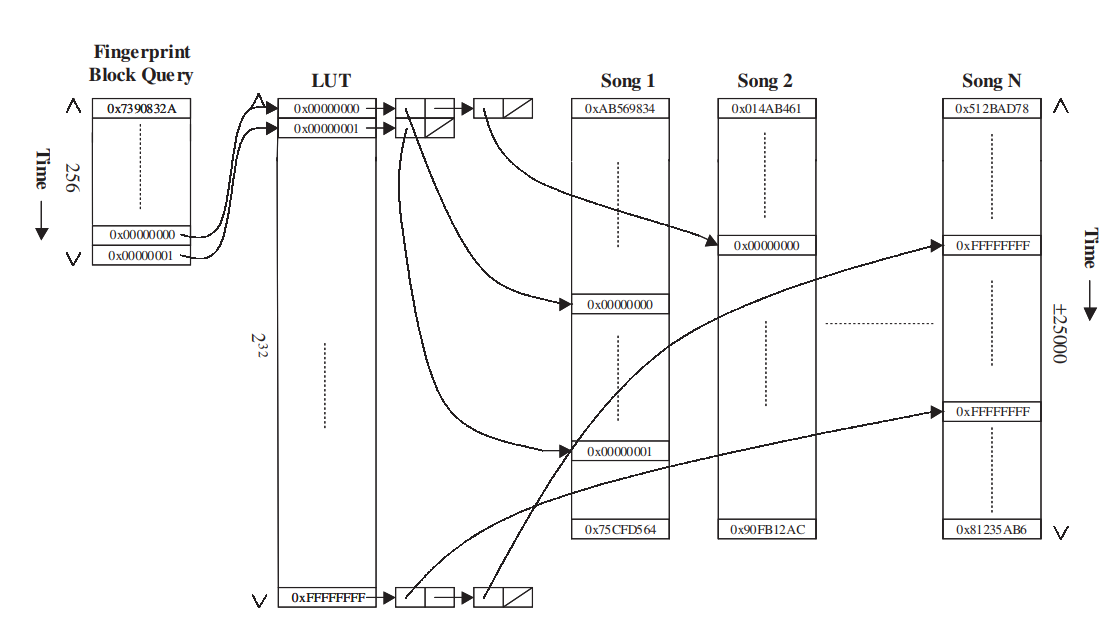 Fingerprint
Block Query
LUT
Song 1
Song 2
Song N
0x7390832A
0x00000000
0x00000001
0xAB569834
0x014AB461
0x512BAD78
Time
256
0x00000000
0x00000001
0x00000000
0xFFFFFFFF
Time
0x00000000
2³²
±25000
0xFFFFFFFF
0x00000001
0x75CFD564
0x90FB12AC
0x81235AB6
0xFFFFFFFF